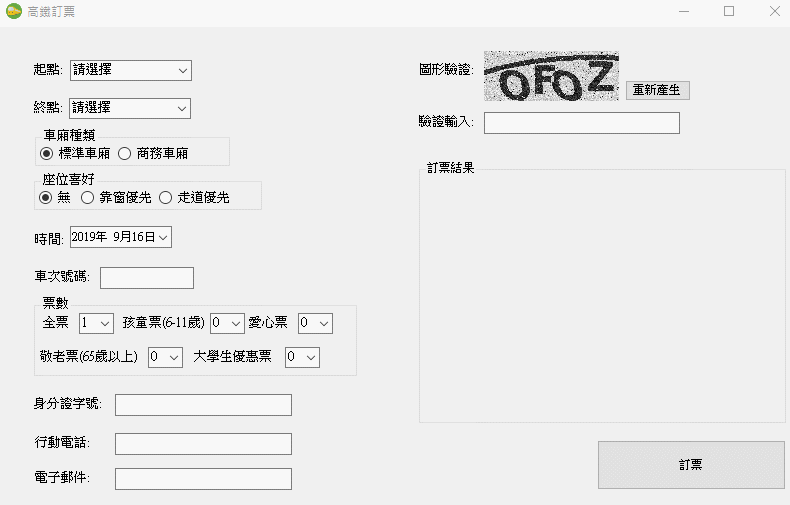 高鐵訂票
起點: 請選擇
終點: 請選擇
車廂種類
標準車廂 商務車廂
座位喜好
無 靠窗優先 走道優先
時間: 2019年 9月16日
車次號碼:
票數
全票 1 孩童票(6-11歲) 0 愛心票 0
敬老票(65歲以上) 0 大學生優惠票 0
身分證字號:
行動電話:
電子郵件:
圖形驗證: OFOZ 重新產生
驗證輸入:
訂票結果
訂票